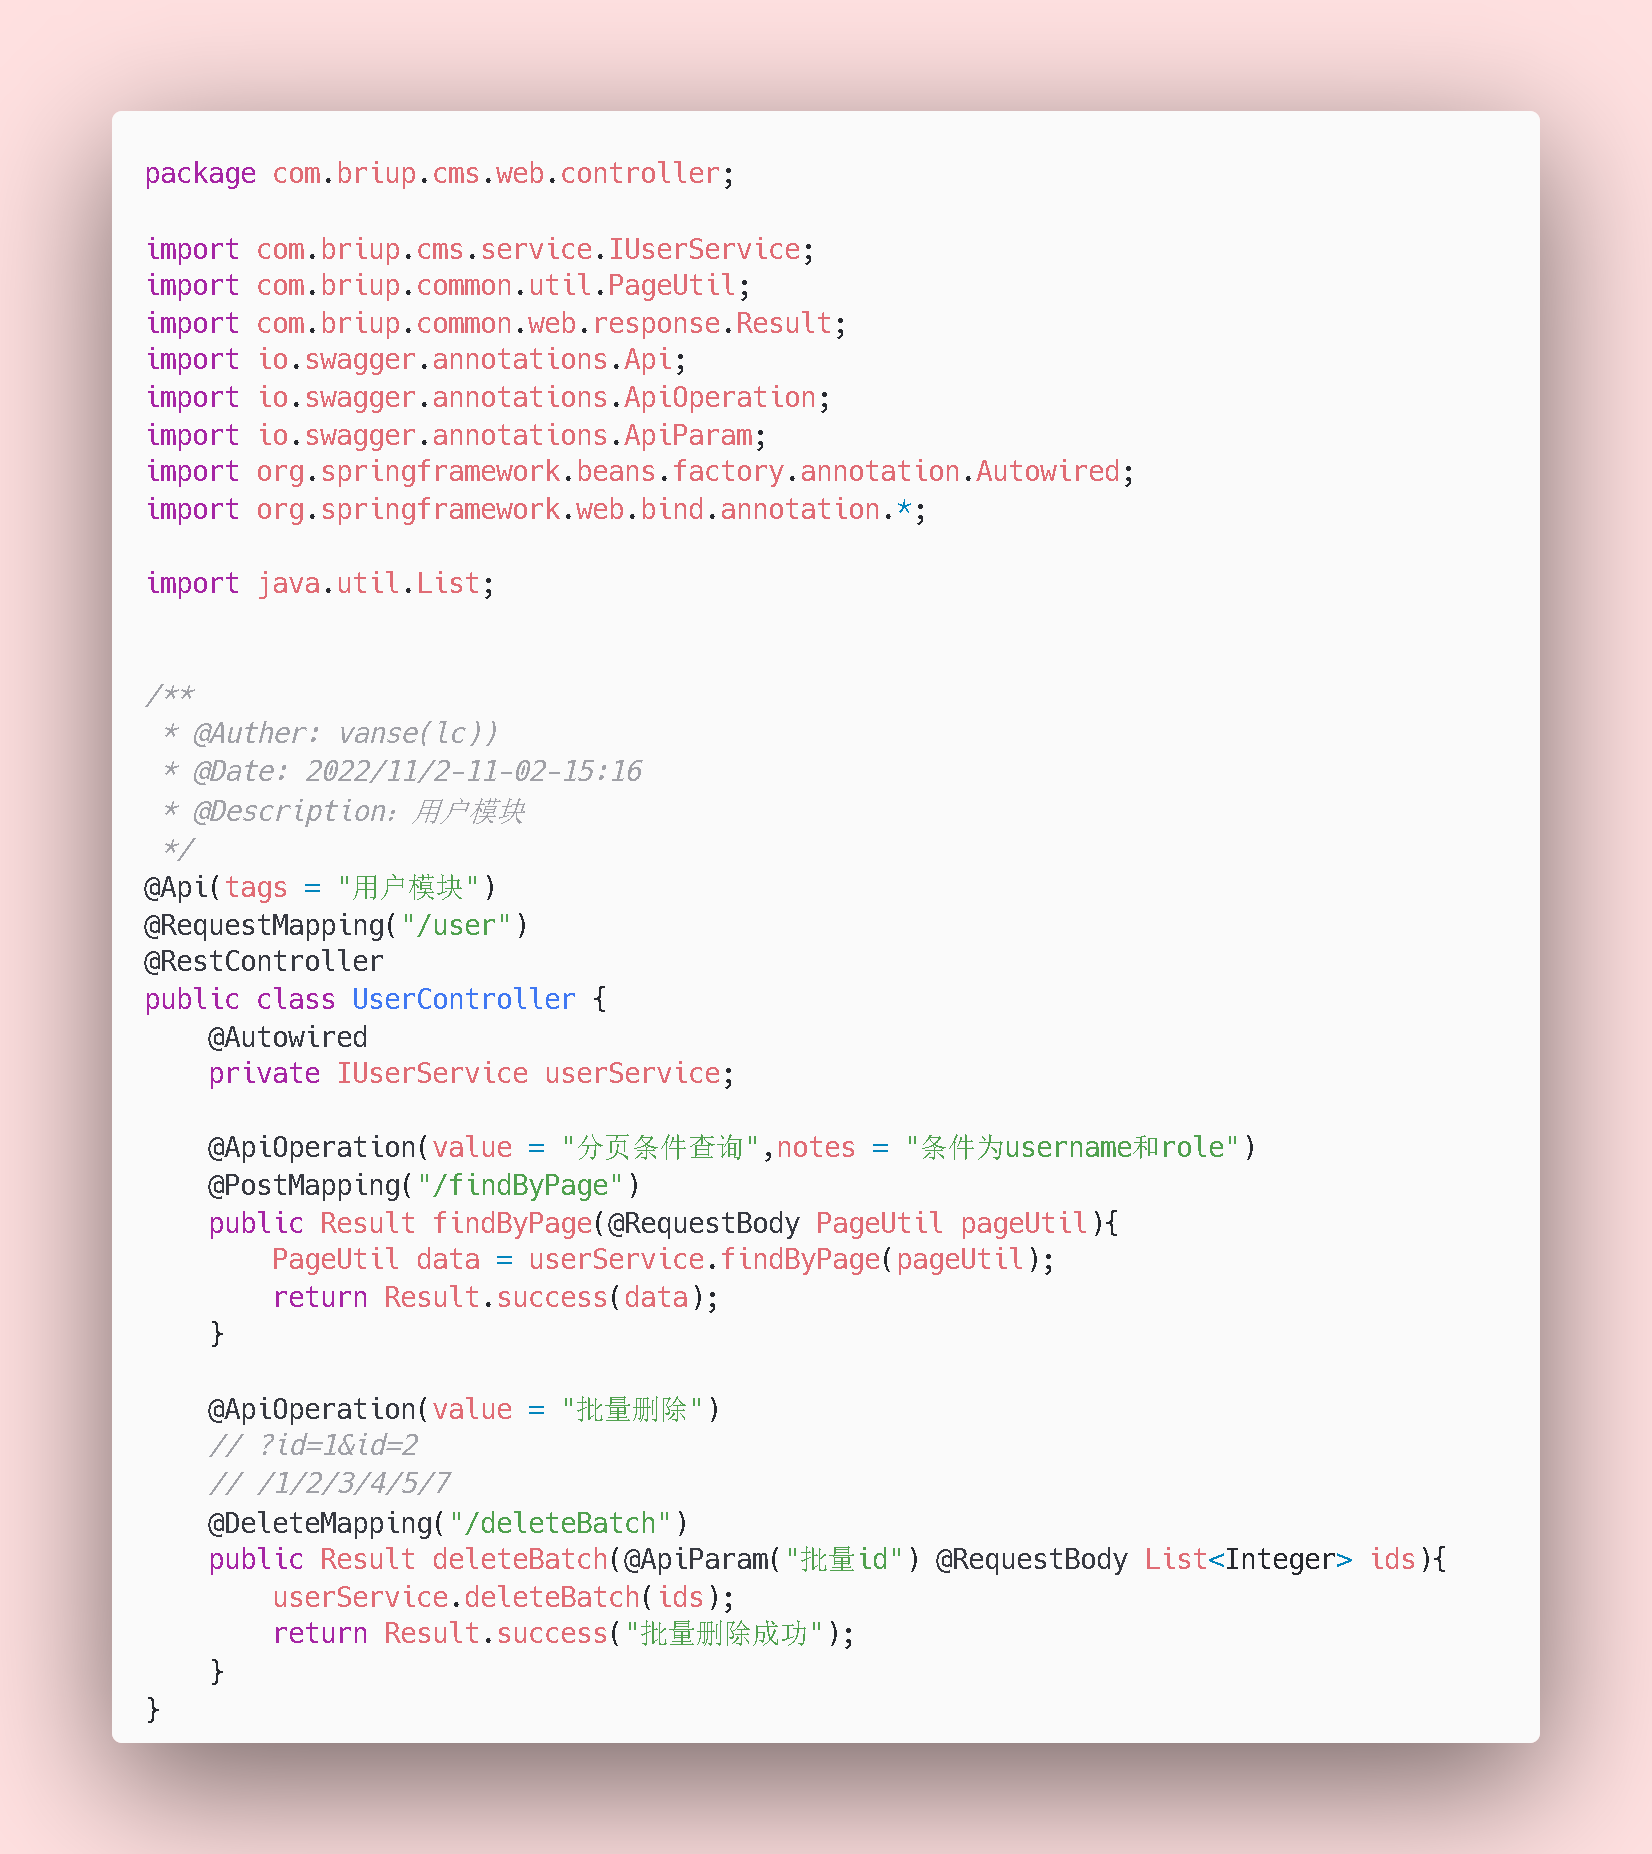 package com.briup.cms.web.controller;
import com.briup.cms.service.IUserService;
import com.briup.common.util.PageUtil;
import com.briup.common.web.response.Result;
import io.swagger.annotations.Api;
import io.swagger.annotations.ApiOperation;
import io.swagger.annotations.ApiParam;
import org.springframework.beans.factory.annotation.Autowired;
import org.springframework.web.bind.annotation.*;
import java.util.List;
/**
 * @Auther: vanse(lc))
 * @Date: 2022/11/2-11-02-15:16
 * @Description：用户模块
 */
@Api(tags = "用户模块")
@RequestMapping("/user")
@RestController
public class UserController {
    @Autowired
    private IUserService userService;
    @ApiOperation(value = "分页条件查询",notes = "条件为username和role")
    @PostMapping("/findByPage")
    public Result findByPage(@RequestBody PageUtil pageUtil){
        PageUtil data = userService.findByPage(pageUtil);
        return Result.success(data);
    }
    @ApiOperation(value = "批量删除")
    // ?id=1&id=2
    // /1/2/3/4/5/7
    @DeleteMapping("/deleteBatch")
    public Result deleteBatch(@ApiParam("批量id") @RequestBody List<Integer> ids){
        userService.deleteBatch(ids);
        return Result.success("批量删除成功");
    }
}